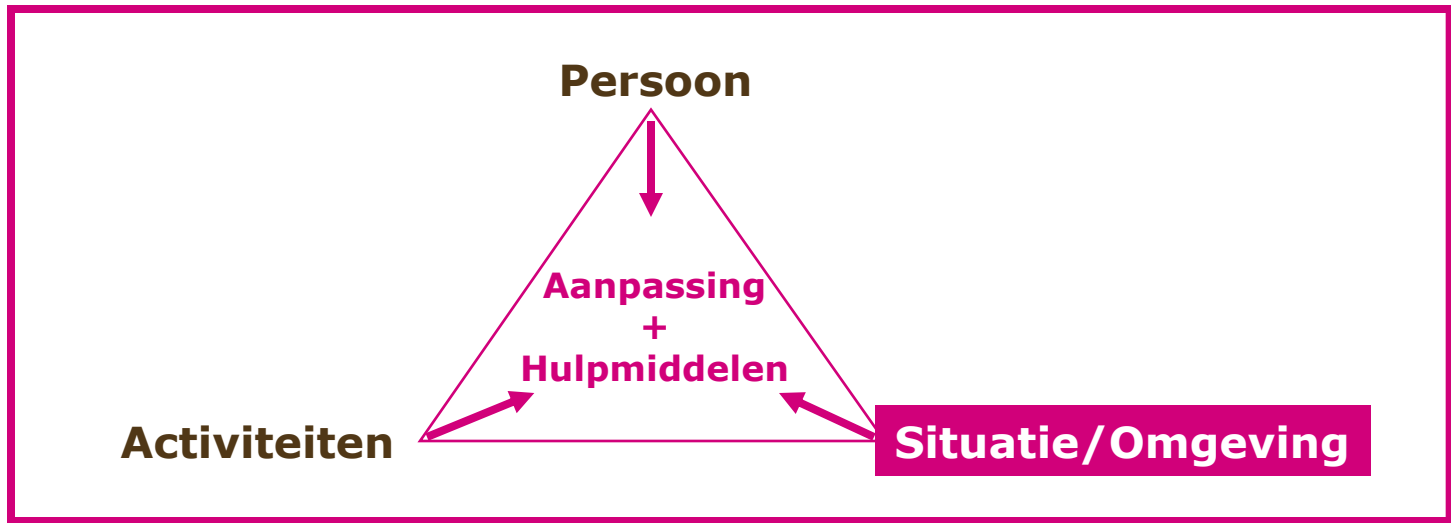 Persoon
Aanpassing
+
Hulpmiddelen
Activiteiten
Situatie/Omgeving